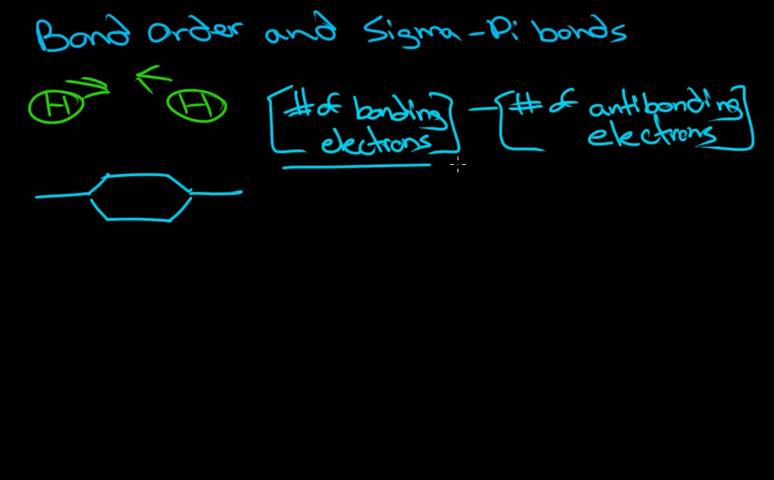 Bond Order and Sigma-Pi bonds
H H
[# of bonding electrons] - [# of antibonding electrons]